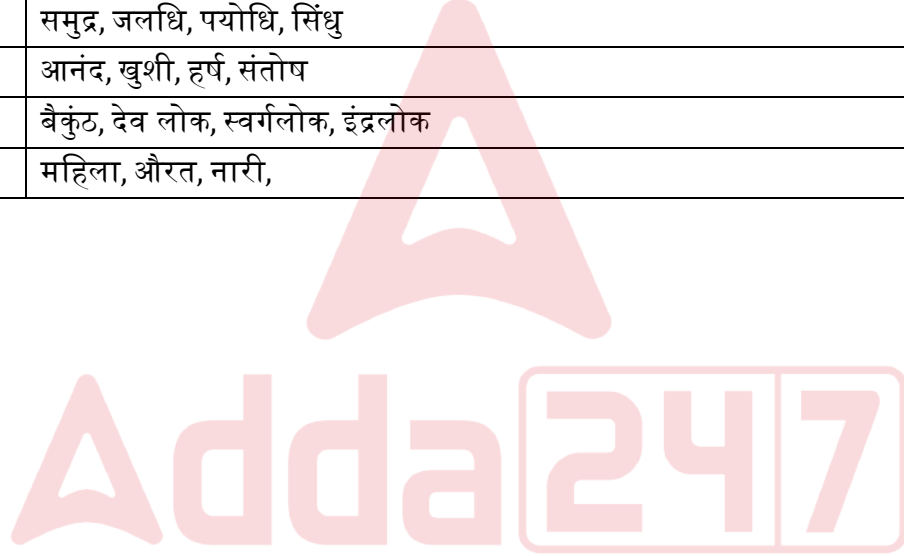 समुद्र, जलधि, पयोधि, सिंधु
आनंद, खुशी, हर्ष, संतोष
बैकुंठ, देव लोक, स्वर्गलोक, इंद्रलोक
महिला, औरत, नारी,
Adda247